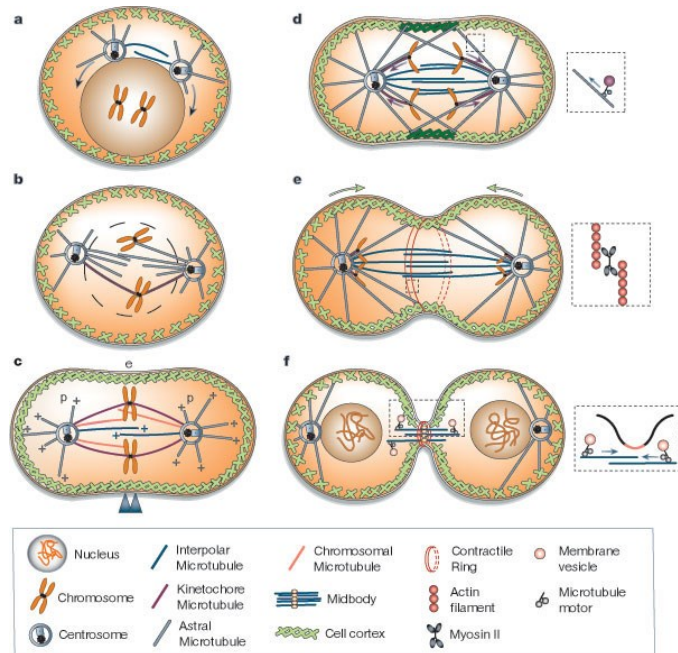 a
d
b
e
c
e
p
p
+
+
+
+
+
+
+
+
+
+
+
f
Nucleus
Interpolar
Microtubule
Chromosomal
Microtubule
Contractile
Ring
Membrane
vesicle
Chromosome
Kinetochore
Microtubule
Midbody
Actin
filament
Microtubule
motor
Centrosome
Astral
Microtubule
Cell cortex
Myosin II